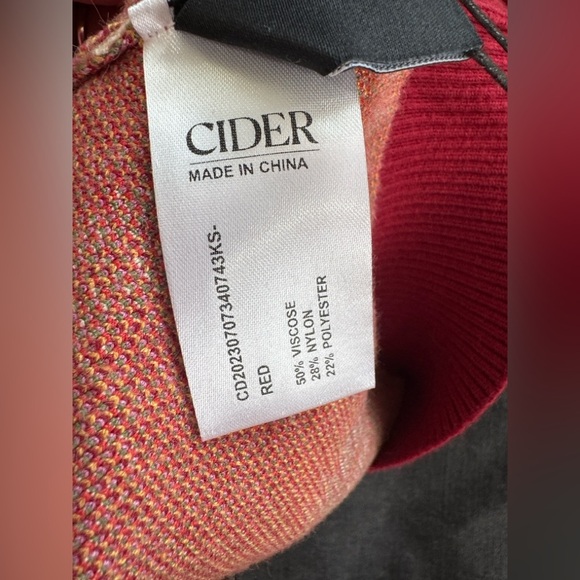 CIDER
MADE IN CHINA
CD20230707340743KS-
RED
50% VISCOSE
28% NYLON
22% POLYESTER